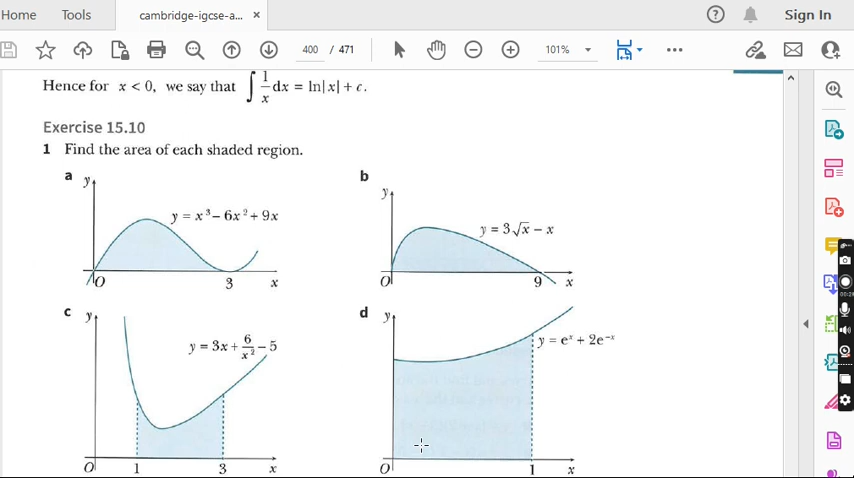 Home Tools cambridge-igcse-a... × Sign In
400 / 471 101%
Hence for x < 0, we say that ∫ 1/x dx = ln|x| + c.
Exercise 15.10
1 Find the area of each shaded region.
a
y
y = x³ – 6x² + 9x
O 3 x
b
y
y = 3√x – x
O 9 x
c
y
y = 3x + 6/x² – 5
O 1 3 x
d
y
y = eˣ + 2e⁻ˣ
O 1 x